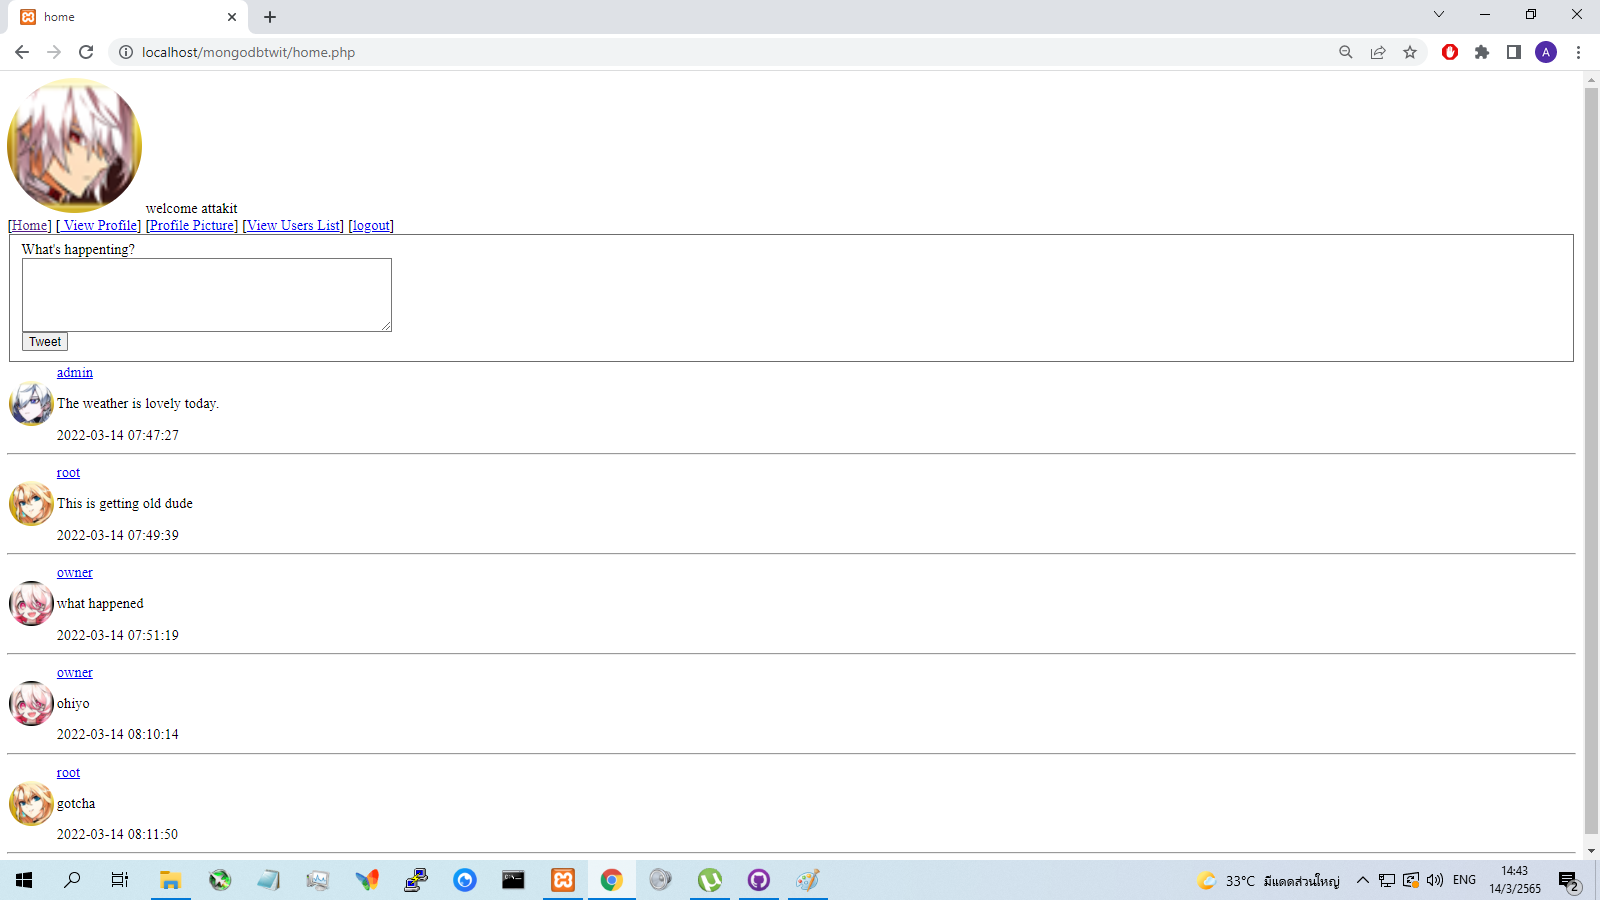 home
localhost/mongodbtwit/home.php
A
welcome attakit
[Home] [ View Profile] [Profile Picture] [View Users List] [logout]
What's happenting?
Tweet
admin
The weather is lovely today.
2022-03-14 07:47:27
root
This is getting old dude
2022-03-14 07:49:39
owner
what happened
2022-03-14 07:51:19
owner
ohiyo
2022-03-14 08:10:14
root
gotcha
2022-03-14 08:11:50
33°C มีแดดส่วนใหญ่
ENG
14:43
14/3/2565
2